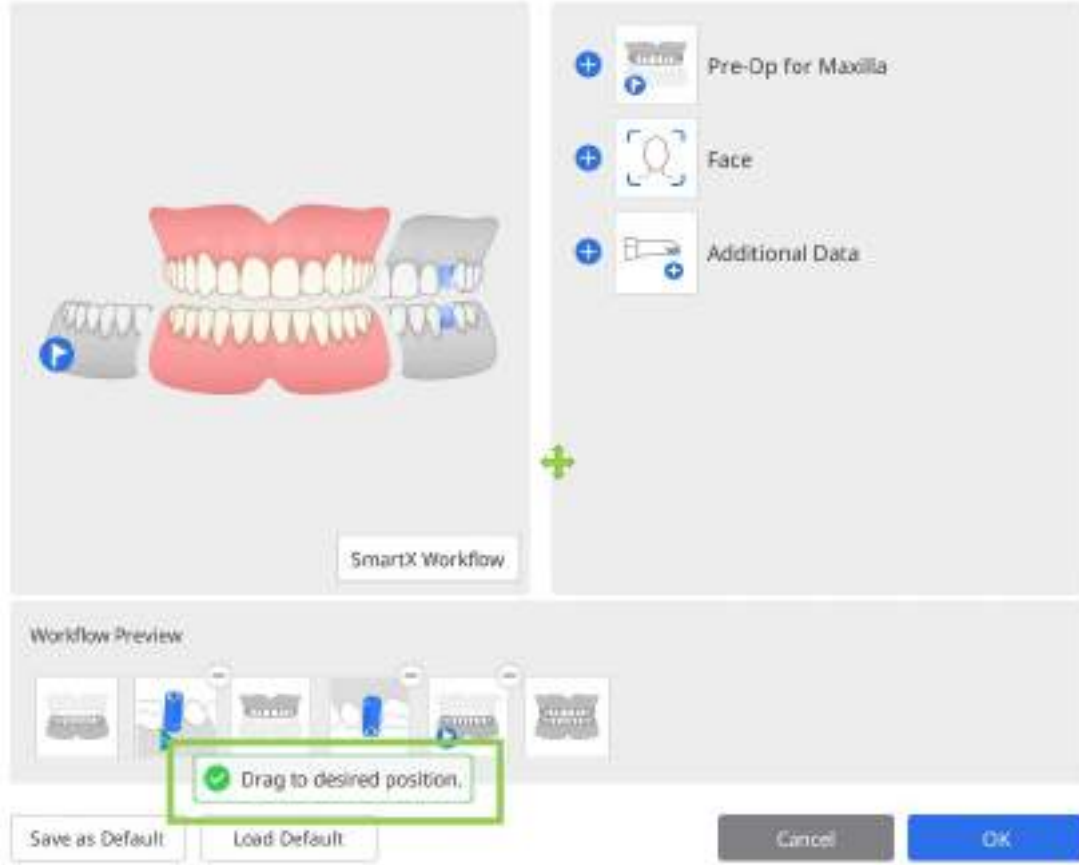 Pre-Op for Maxilla
Face
Additional Data
SmartX Workflow
Workflow Preview
Drag to desired position.
Save as Default
Load Default
Cancel
OK